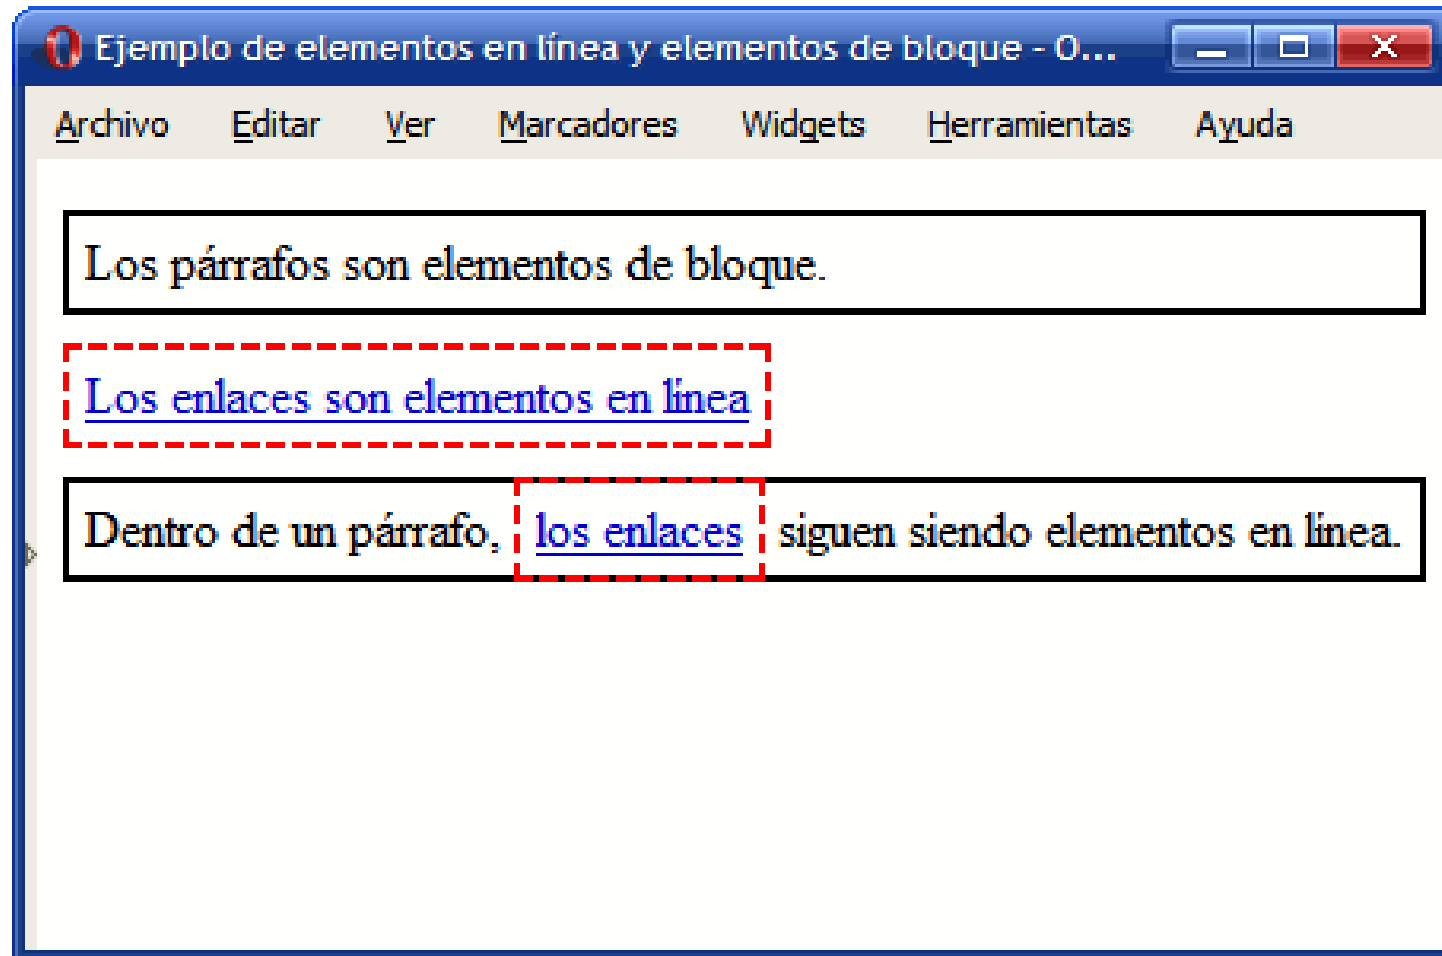 Ejemplo de elementos en línea y elementos de bloque - O...
Archivo Editar Ver Marcadores Widgets Herramientas Ayuda
Los párrafos son elementos de bloque.
Los enlaces son elementos en línea
Dentro de un párrafo, los enlaces siguen siendo elementos en línea.